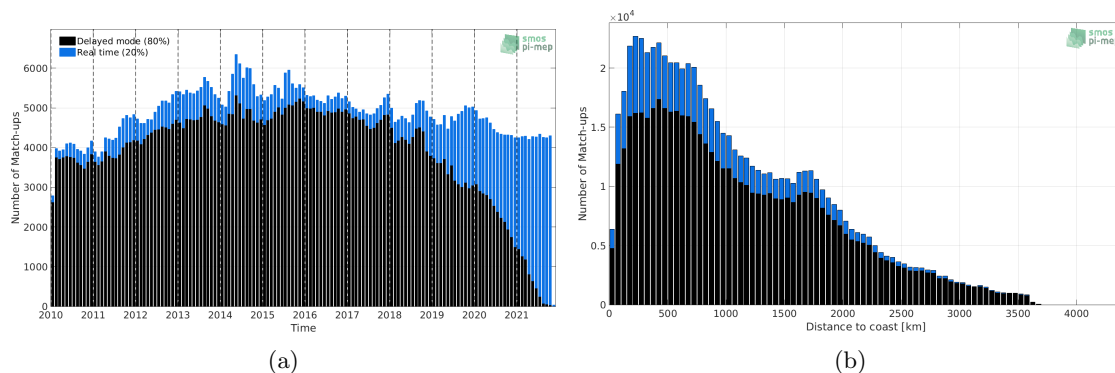 Delayed mode (80%)
Real time (20%)
smos
pi-mep
Number of Match-ups
6000
5000
4000
3000
2000
1000
0
2010 2011 2012 2013 2014 2015 2016 2017 2018 2019 2020 2021
Time
(a)
×10⁴
smos
pi-mep
Number of Match-ups
2
1.5
1
0.5
0
0 500 1000 1500 2000 2500 3000 3500 4000
Distance to coast [km]
(b)